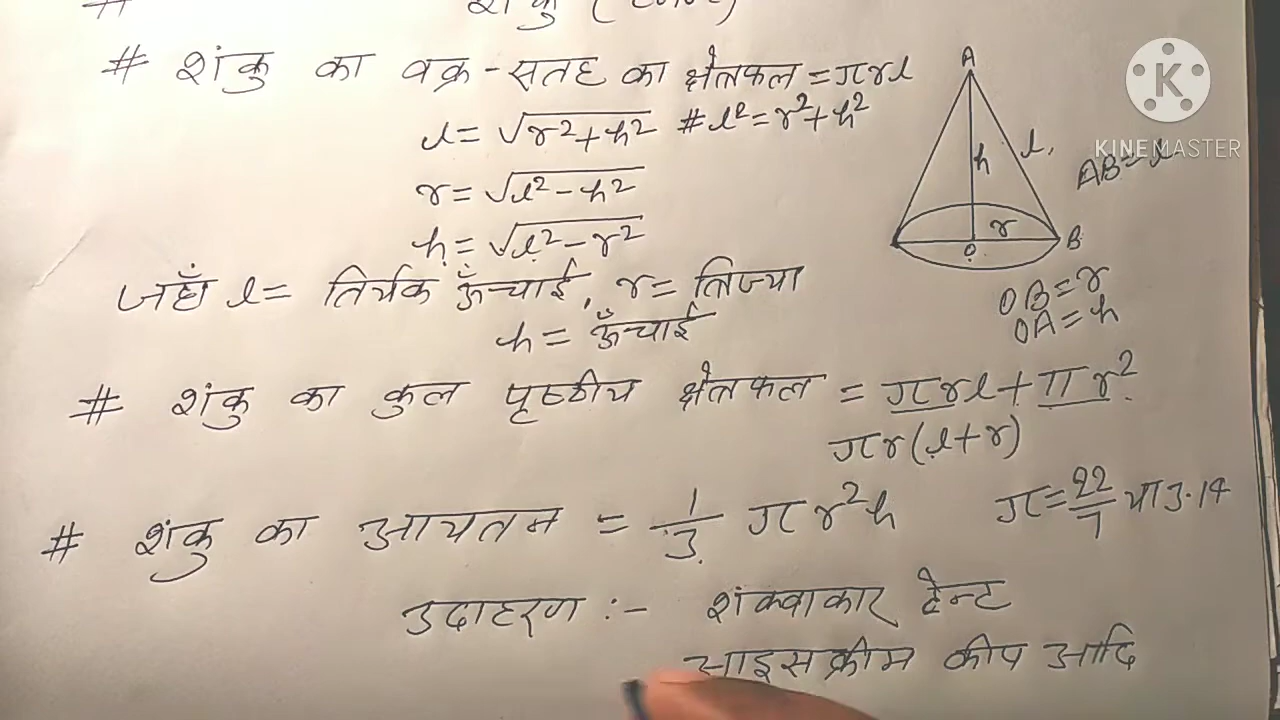 # शंकु (
# शंकु का वक्र-सतह का क्षेत्रफल = πrl
l = √r²+h² # l² = r²+h²
r = √l²-h²
h = √l²-r²
जहाँ l = तिर्यक ऊँचाई, r = त्रिज्या
h = ऊँचाई
A
h
l
r
O
B
AB = l
OB = r
OA = h
K
KINEMASTER
# शंकु का कुल पृष्ठीय क्षेत्रफल = πrl + πr²
πr(l+r)
# शंकु का आयतन = 1/3 πr²h
π = 22/7 या 3.14
उदाहरण :- शंक्वाकार टेन्ट
आइसक्रीम कीप आदि